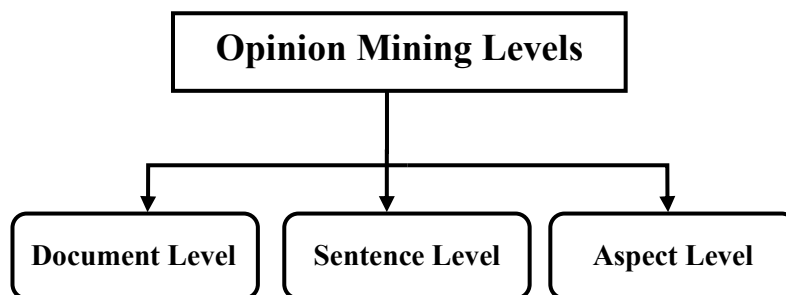 Opinion Mining Levels
Document Level
Sentence Level
Aspect Level